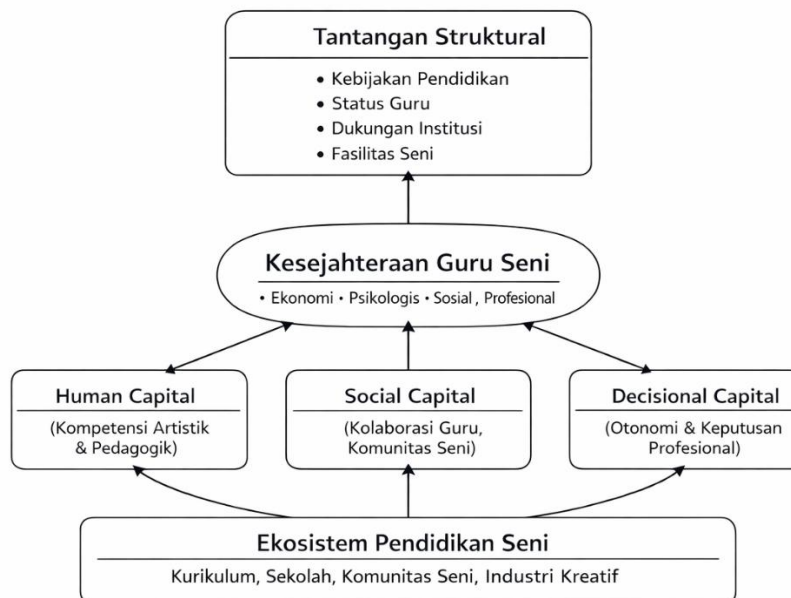 Tantangan Struktural
• Kebijakan Pendidikan
• Status Guru
• Dukungan Institusi
• Fasilitas Seni
Kesejahteraan Guru Seni
• Ekonomi • Psikologis • Sosial , Profesional
Human Capital
(Kompetensi Artistik
& Pedagogik)
Social Capital
(Kolaborasi Guru,
Komunitas Seni)
Decisional Capital
(Otonomi & Keputusan
Profesional)
Ekosistem Pendidikan Seni
Kurikulum, Sekolah, Komunitas Seni, Industri Kreatif